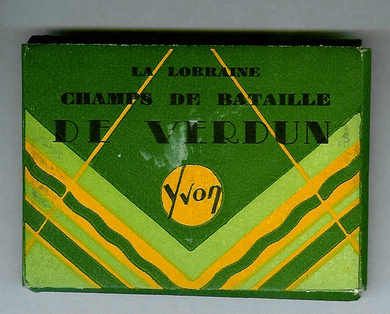 LA LORRAINE
CHAMPS DE BATAILLE
DE VERDUN
Yvon